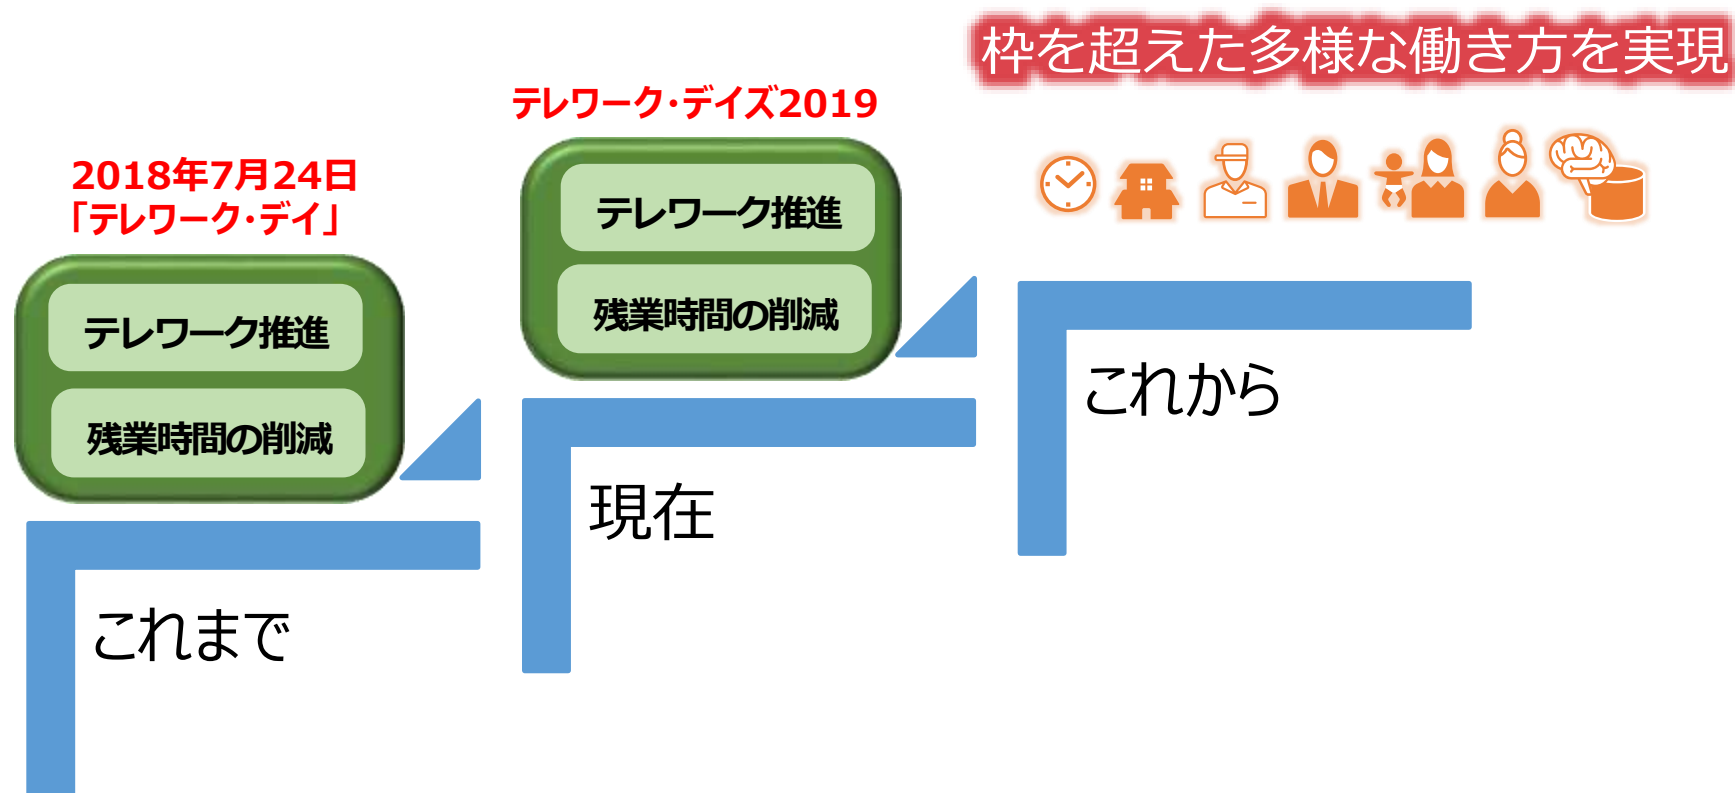 枠を超えた多様な働き方を実現
テレワーク・デイズ2019
2018年7月24日
「テレワーク・デイ」
テレワーク推進
残業時間の削減
テレワーク推進
残業時間の削減
これから
現在
これまで